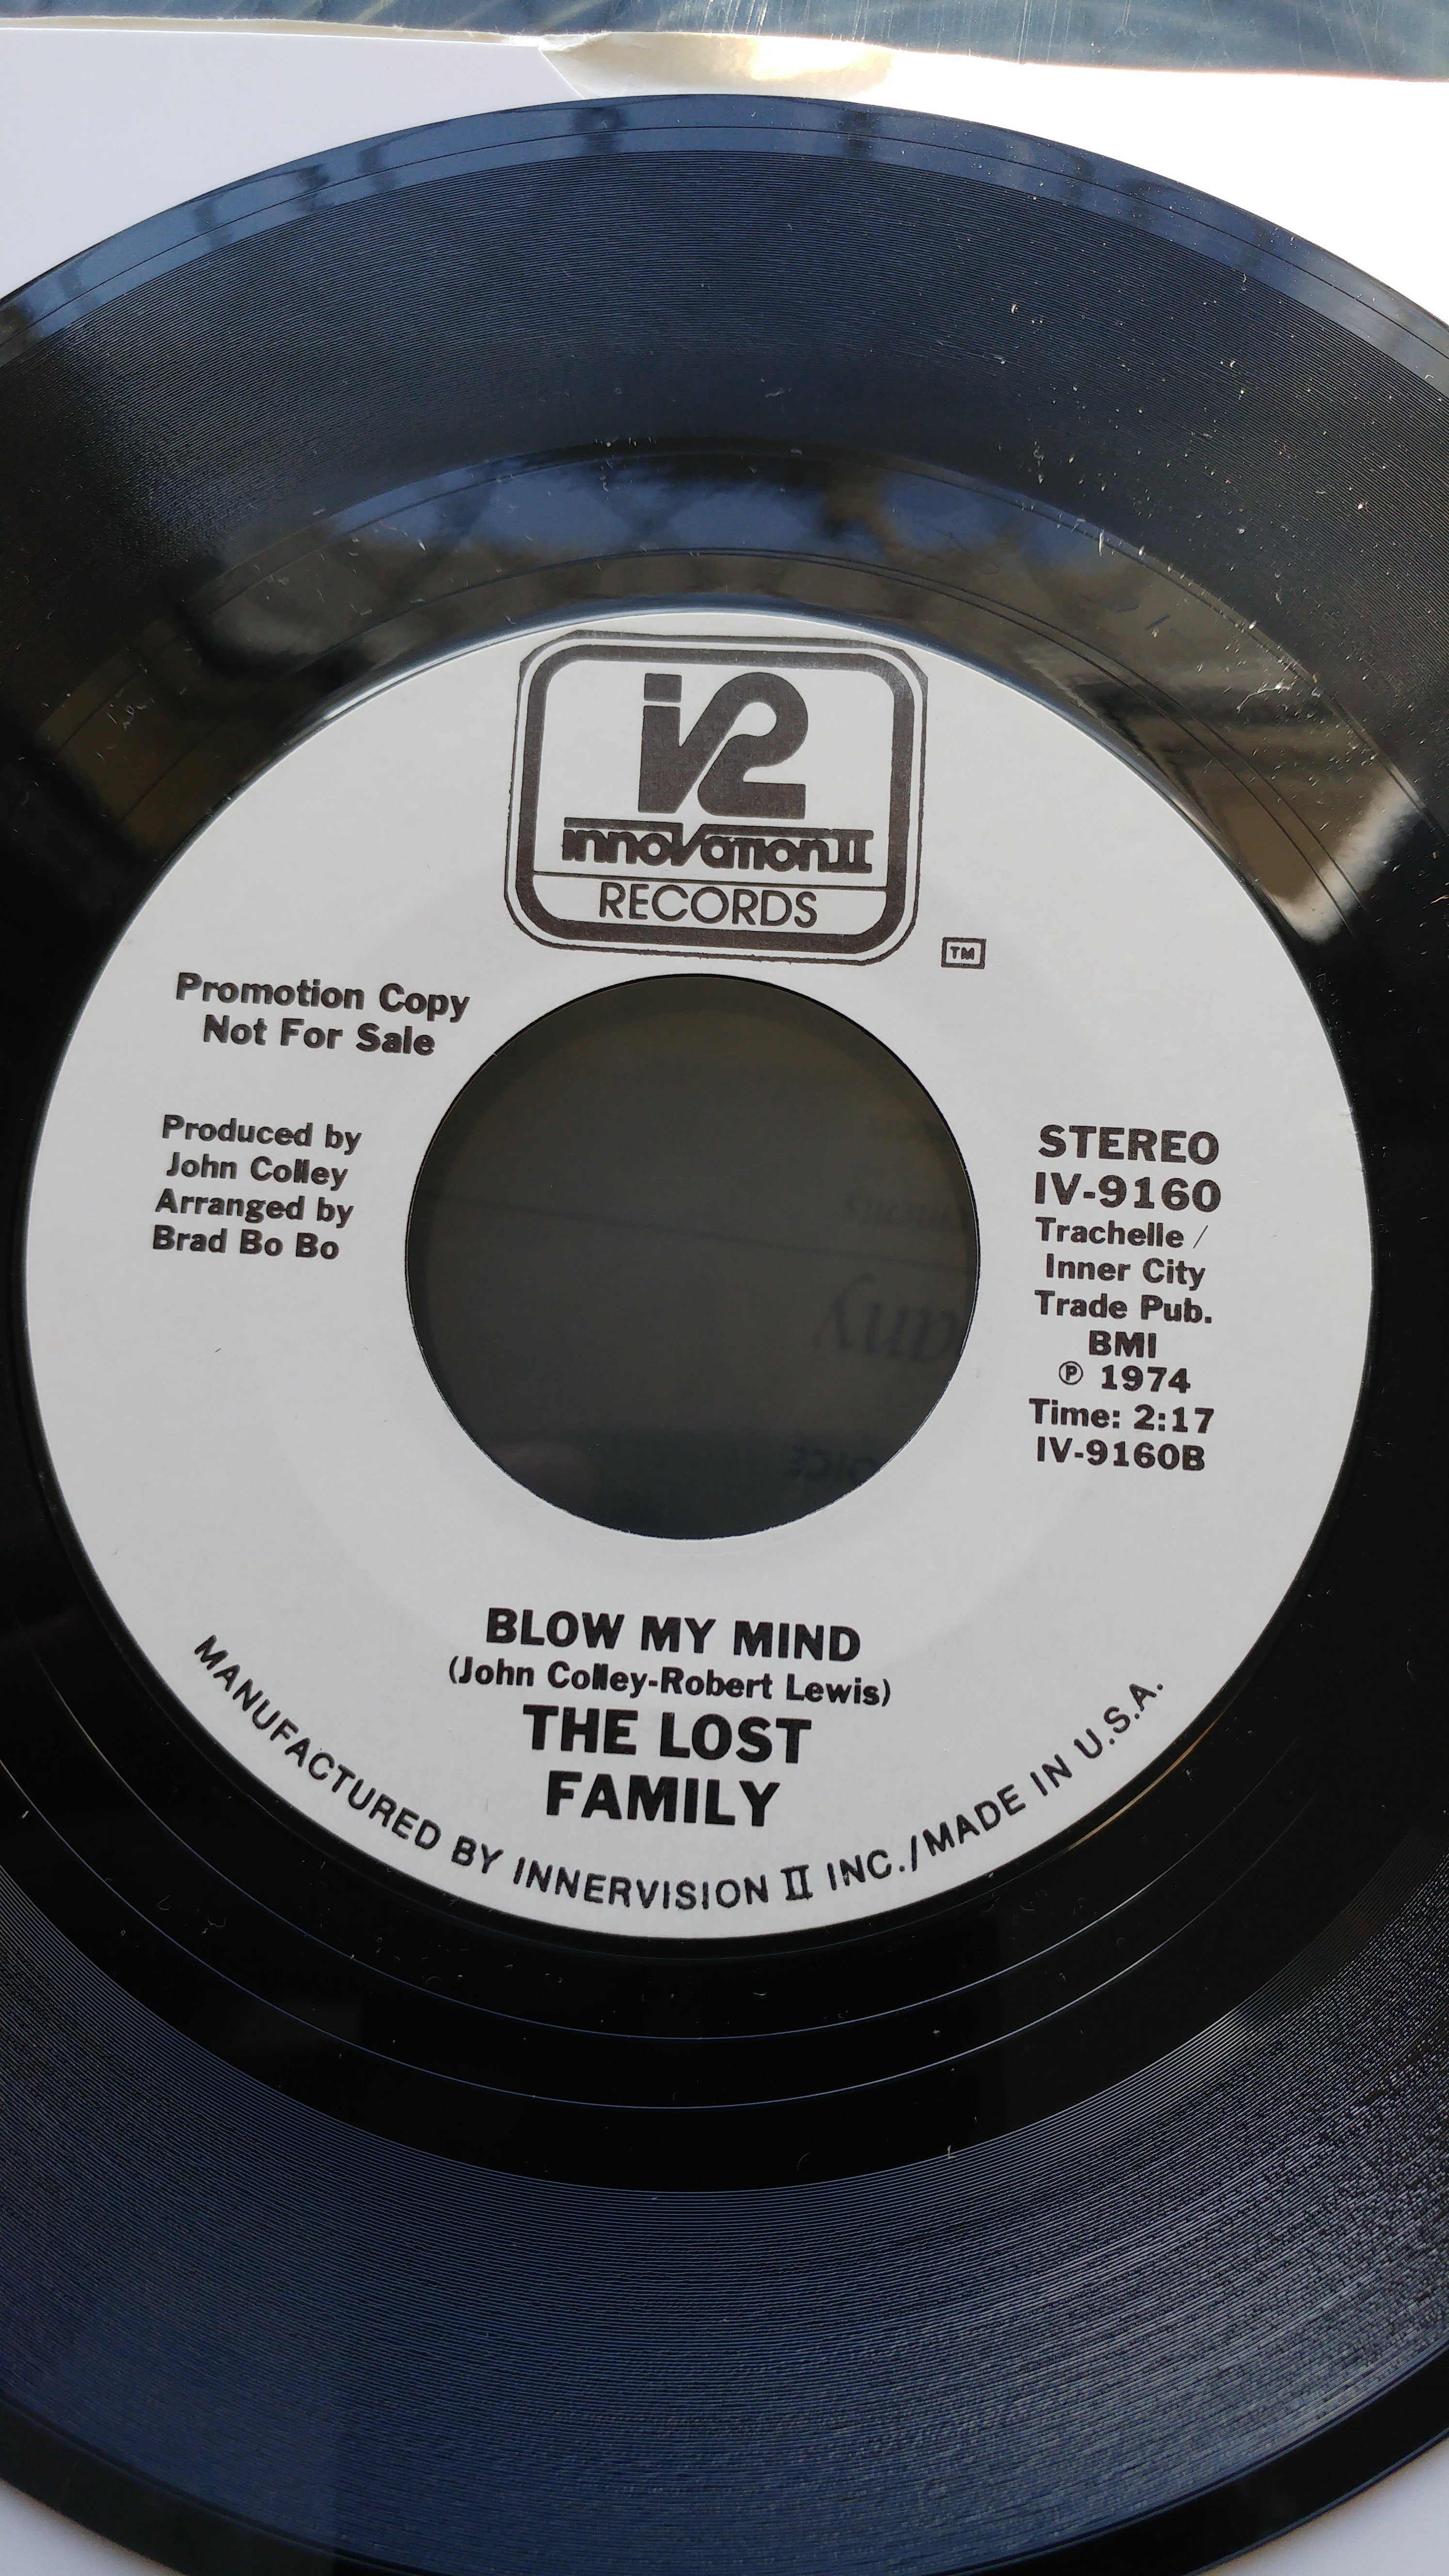 i2
innovation II
RECORDS
TM
Promotion Copy
Not For Sale
Produced by
John Colley
Arranged by
Brad Bo Bo
STEREO
IV-9160
Trachelle /
Inner City
Trade Pub.
BMI
℗ 1974
Time: 2:17
IV-9160B
BLOW MY MIND
(John Colley-Robert Lewis)
THE LOST
FAMILY
MANUFACTURED BY INNERVISION II INC./MADE IN U.S.A.